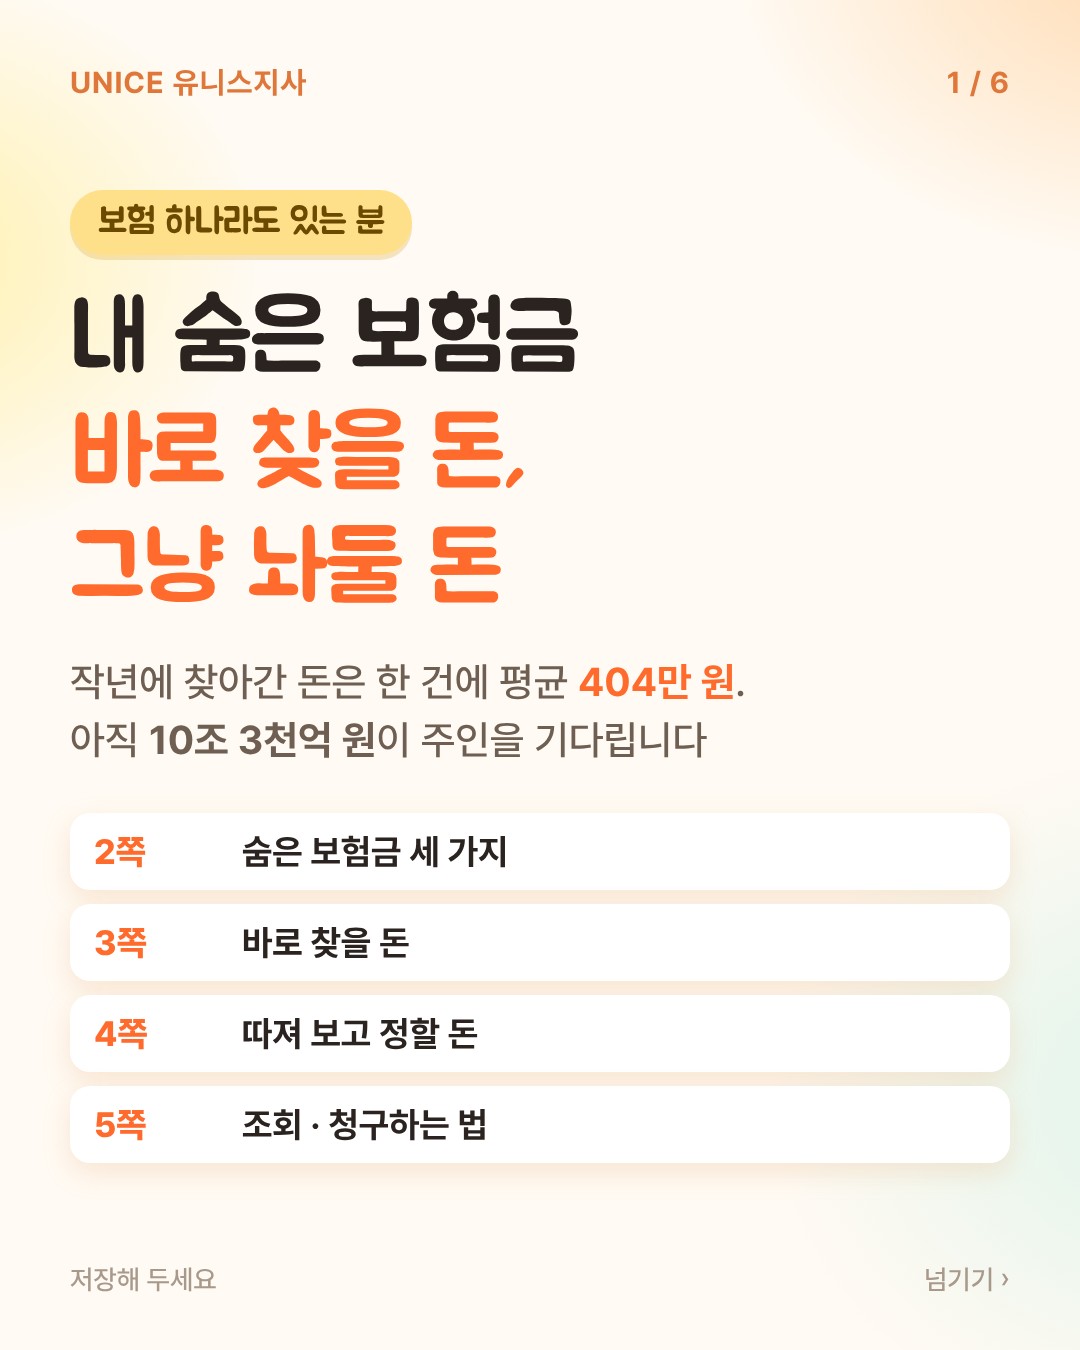 UNICE 유니스지사
1 / 6
보험 하나라도 있는 분
내 숨은 보험금
바로 찾을 돈,
그냥 놔둘 돈
작년에 찾아간 돈은 한 건에 평균 404만 원.
아직 10조 3천억 원이 주인을 기다립니다
2쪽 숨은 보험금 세 가지
3쪽 바로 찾을 돈
4쪽 따져 보고 정할 돈
5쪽 조회 · 청구하는 법
저장해 두세요
넘기기 ›